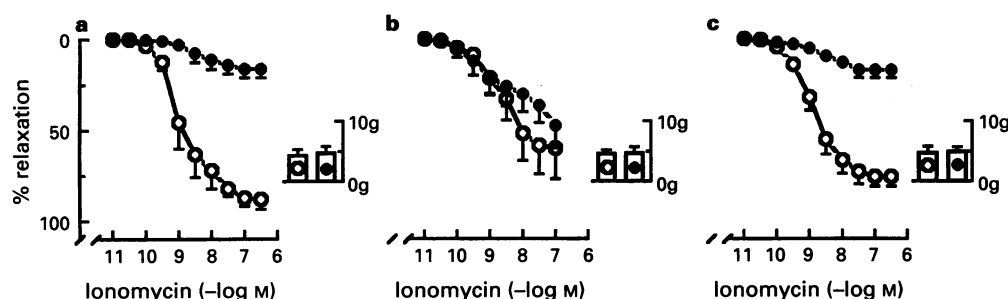 a
b
c
% relaxation
0
50
100
10g
0g
10g
0g
10g
0g
11 10 9 8 7 6
11 10 9 8 7 6
11 10 9 8 7 6
Ionomycin (–log M)
Ionomycin (–log M)
Ionomycin (–log M)